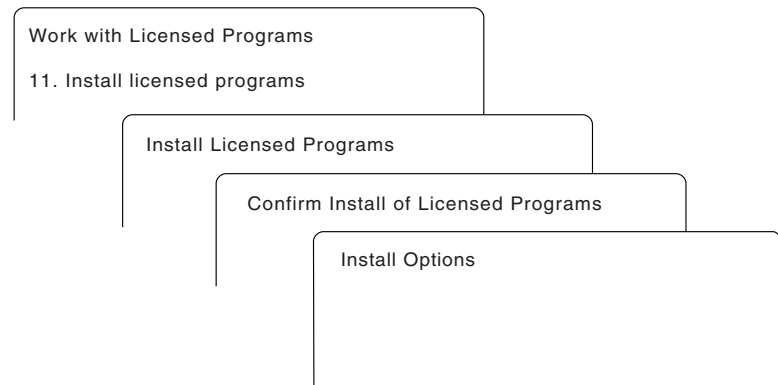 Work with Licensed Programs
11. Install licensed programs
Install Licensed Programs
Confirm Install of Licensed Programs
Install Options